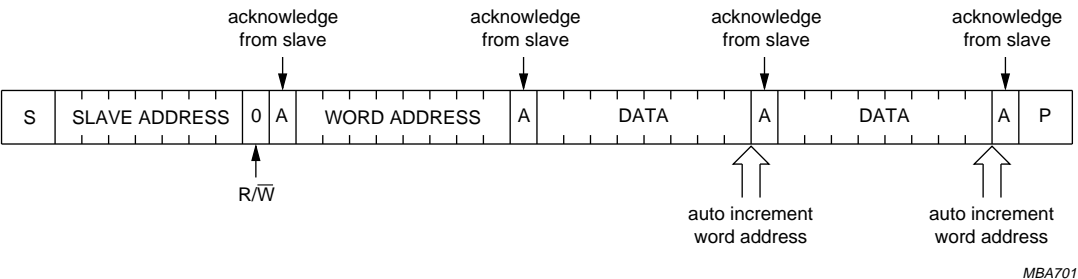 acknowledge
from slave
acknowledge
from slave
acknowledge
from slave
acknowledge
from slave
S SLAVE ADDRESS 0 A WORD ADDRESS A DATA A DATA A P
R/W̅
auto increment
word address
auto increment
word address
MBA701